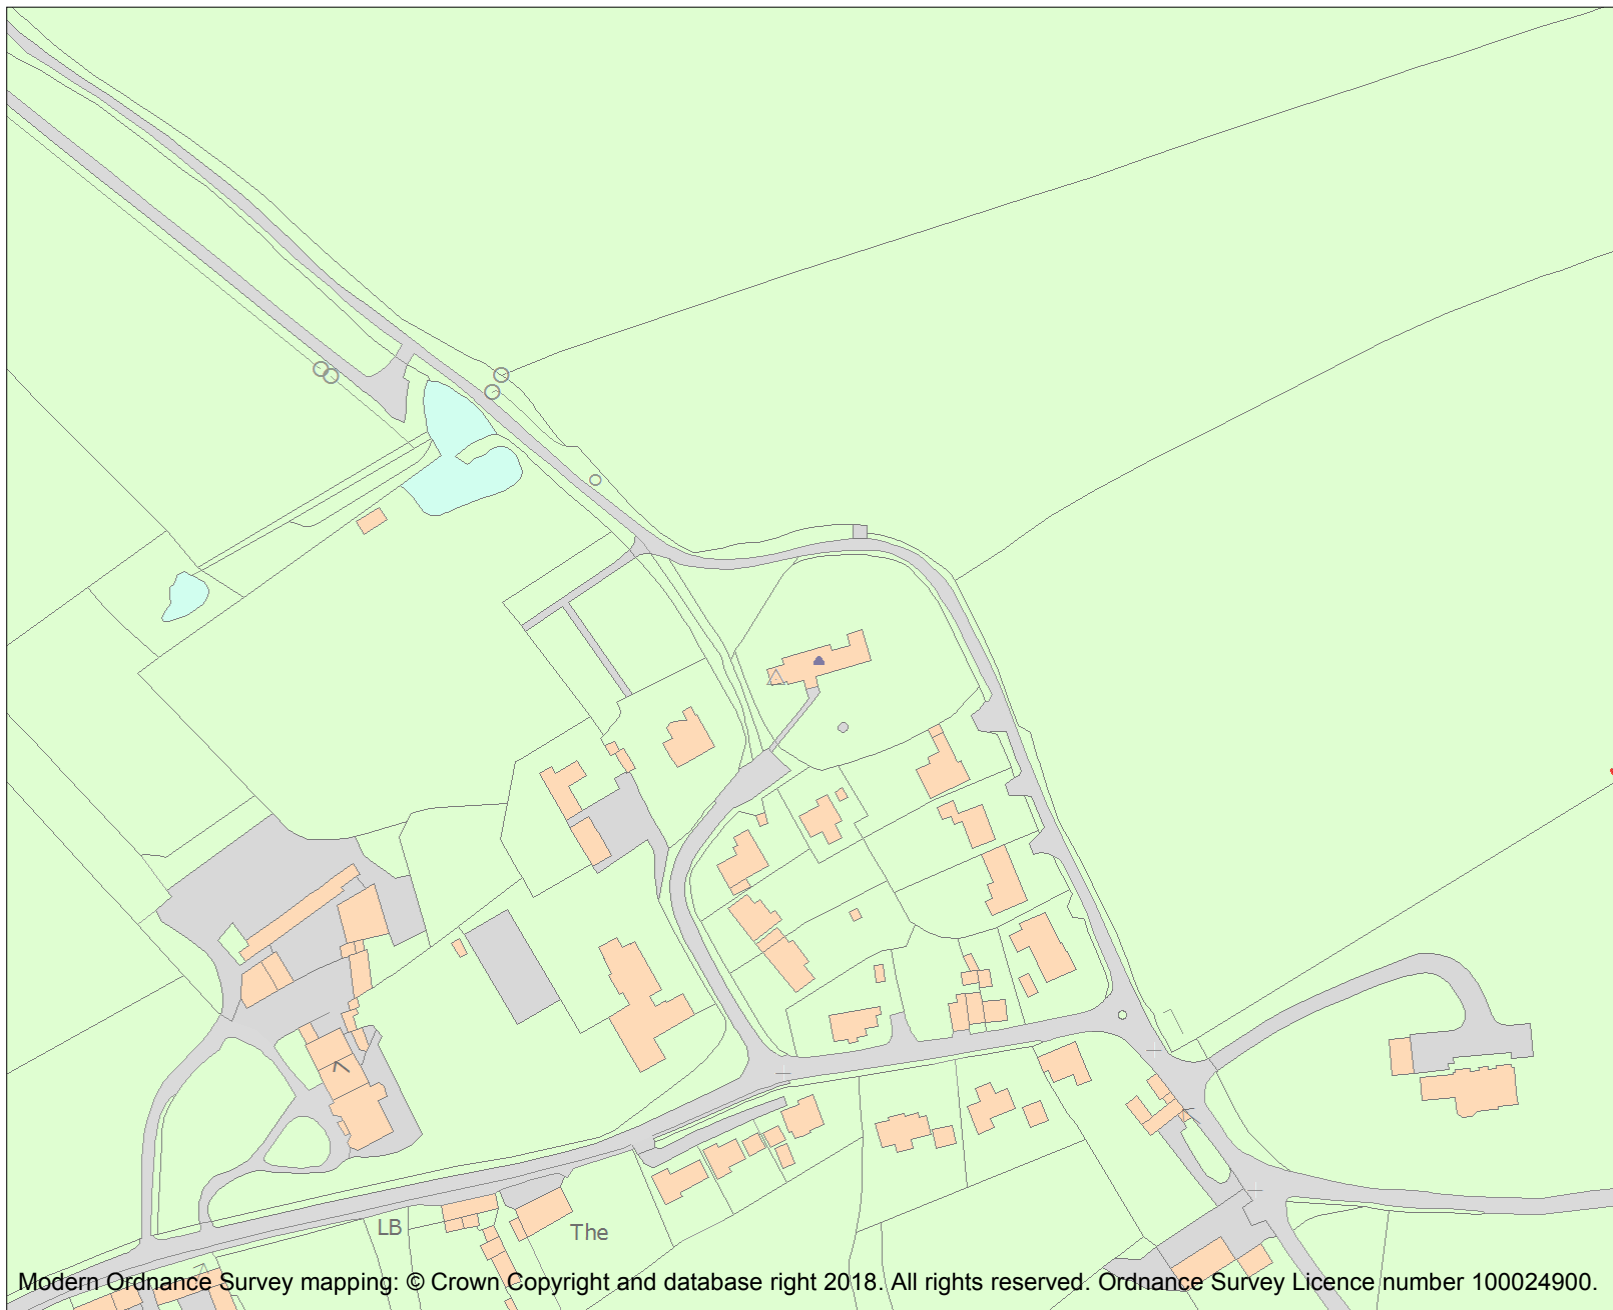 LB
The
Modern Ordnance Survey mapping: © Crown Copyright and database right 2018. All rights reserved. Ordnance Survey Licence number 100024900.